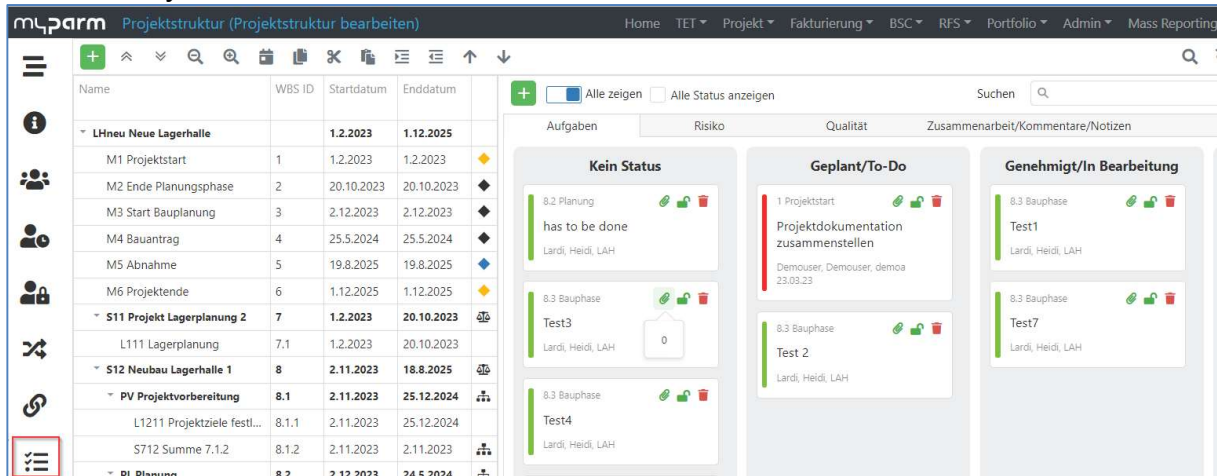 myparm Projektstruktur (Projektstruktur bearbeiten) Home TET Projekt Fakturierung BSC RFS Portfolio Admin Mass Reporting
Name WBS ID Startdatum Enddatum
LHneu Neue Lagerhalle 1.2.2023 1.12.2025
M1 Projektstart 1 1.2.2023 1.2.2023
M2 Ende Planungsphase 2 20.10.2023 20.10.2023
M3 Start Bauplanung 3 2.12.2023 2.12.2023
M4 Bauantrag 4 25.5.2024 25.5.2024
M5 Abnahme 5 19.8.2025 19.8.2025
M6 Projektende 6 1.12.2025 1.12.2025
S11 Projekt Lagerplanung 2 7 1.2.2023 20.10.2023
L111 Lagerplanung 7.1 1.2.2023 20.10.2023
S12 Neubau Lagerhalle 1 8 2.11.2023 18.8.2025
PV Projektvorbereitung 8.1 2.11.2023 25.12.2024
L1211 Projektziele festl... 8.1.1 2.11.2023 25.12.2024
S712 Summe 7.1.2 8.1.2 2.11.2023 2.11.2023
PL Planung 8.2 2.12.2023 24.5.2024
Alle zeigen Alle Status anzeigen Suchen
Aufgaben Risiko Qualität Zusammenarbeit/Kommentare/Notizen
Kein Status
8.2 Planung
has to be done
Lardi, Heidi, LAH
8.3 Bauphase
Test3
Lardi, Heidi, LAH
0
8.3 Bauphase
Test4
Lardi, Heidi, LAH
Geplant/To-Do
1 Projektstart
Projektdokumentation
zusammenstellen
Demouser, Demouser, demoa
23.03.23
8.3 Bauphase
Test 2
Lardi, Heidi, LAH
Genehmigt/In Bearbeitung
8.3 Bauphase
Test1
Lardi, Heidi, LAH
8.3 Bauphase
Test7
Lardi, Heidi, LAH